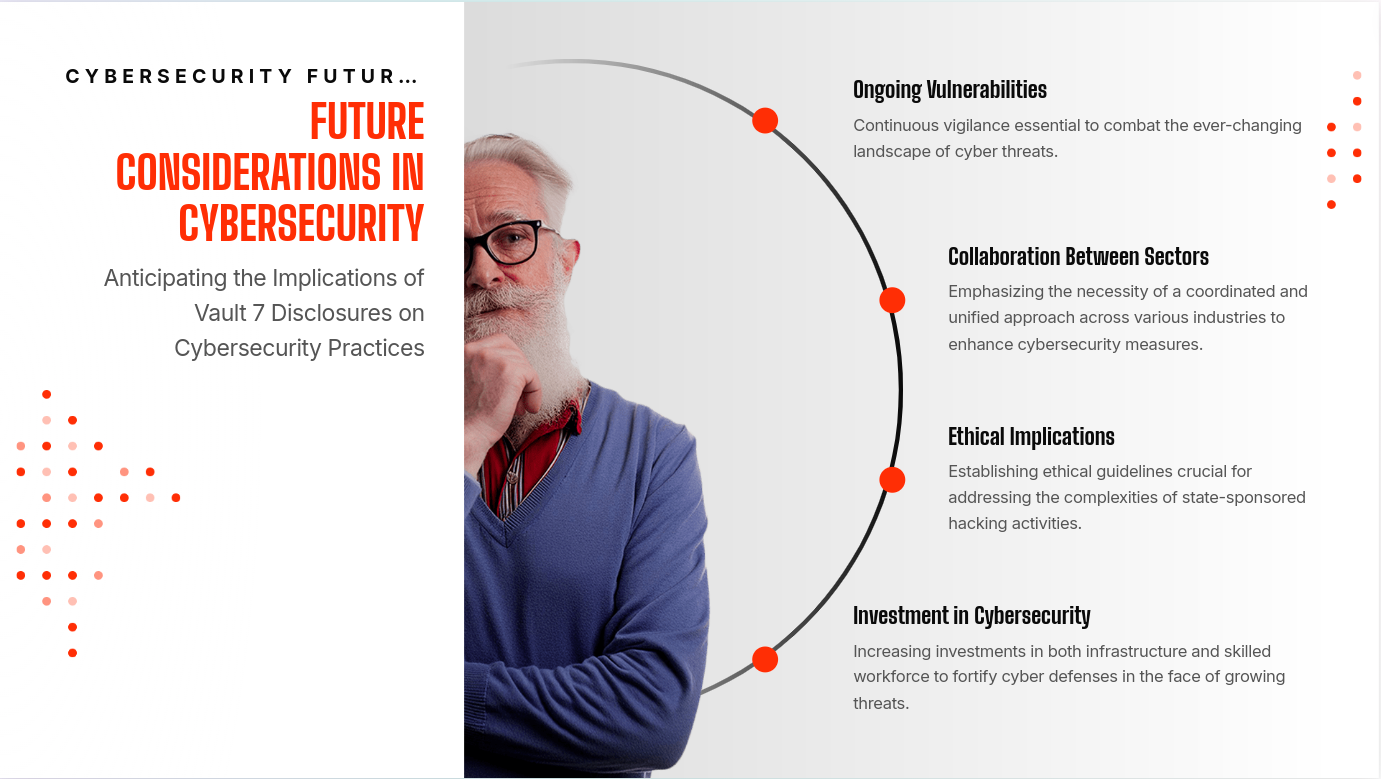 CYBERSECURITY FUTUR...
FUTURE
CONSIDERATIONS IN
CYBERSECURITY
Anticipating the Implications of
Vault 7 Disclosures on
Cybersecurity Practices
Ongoing Vulnerabilities
Continuous vigilance essential to combat the ever-changing
landscape of cyber threats.
Collaboration Between Sectors
Emphasizing the necessity of a coordinated and
unified approach across various industries to
enhance cybersecurity measures.
Ethical Implications
Establishing ethical guidelines crucial for
addressing the complexities of state-sponsored
hacking activities.
Investment in Cybersecurity
Increasing investments in both infrastructure and skilled
workforce to fortify cyber defenses in the face of growing
threats.